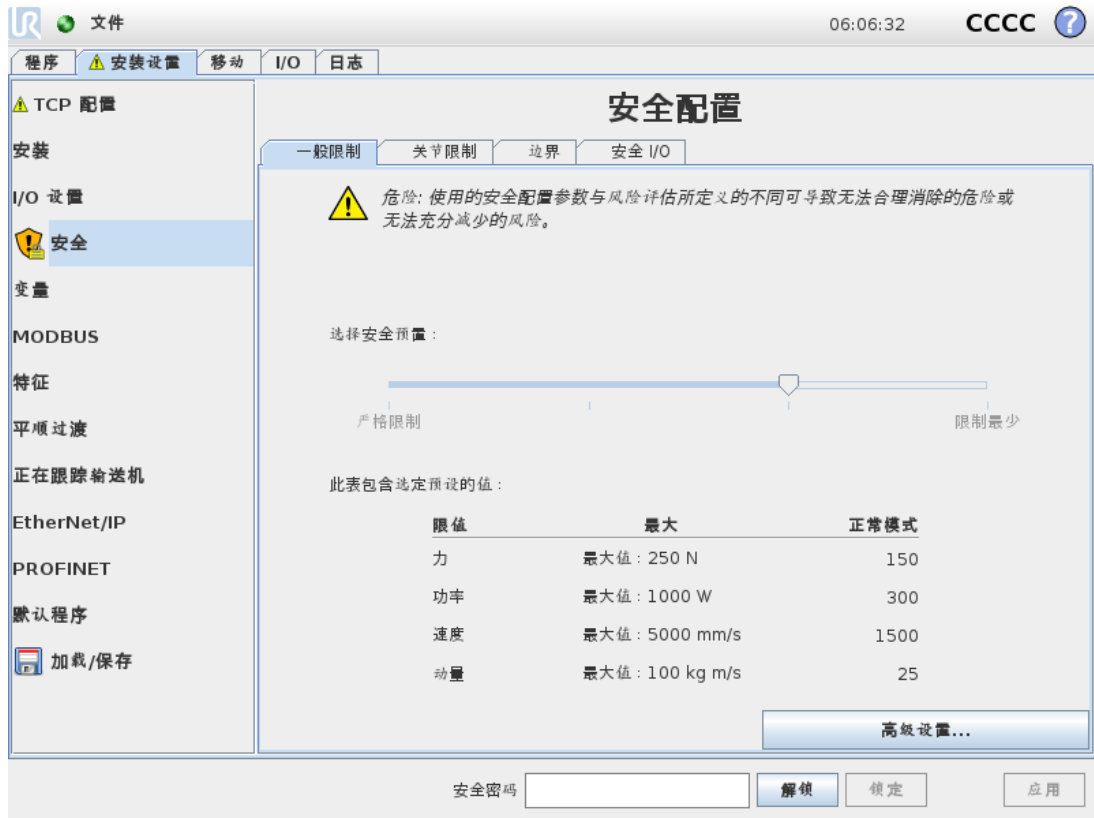 UR 文件 06:06:32 CCCC ?
程序 安装设置 移动 I/O 日志
TCP 配置
安装
I/O 设置
安全
变量
MODBUS
特征
平顺过渡
正在跟踪输送机
EtherNet/IP
PROFINET
默认程序
加载/保存
安全配置
一般限制 关节限制 边界 安全 I/O
危险: 使用的安全配置参数与风险评估所定义的不同可导致无法合理消除的危险或
无法充分减少的风险。
选择安全预置:
严格限制 限制最少
此表包含选定预设的值:
限值 最大 正常模式
力 最大值: 250 N 150
功率 最大值: 1000 W 300
速度 最大值: 5000 mm/s 1500
动量 最大值: 100 kg m/s 25
高级设置...
安全密码 解锁 锁定 应用